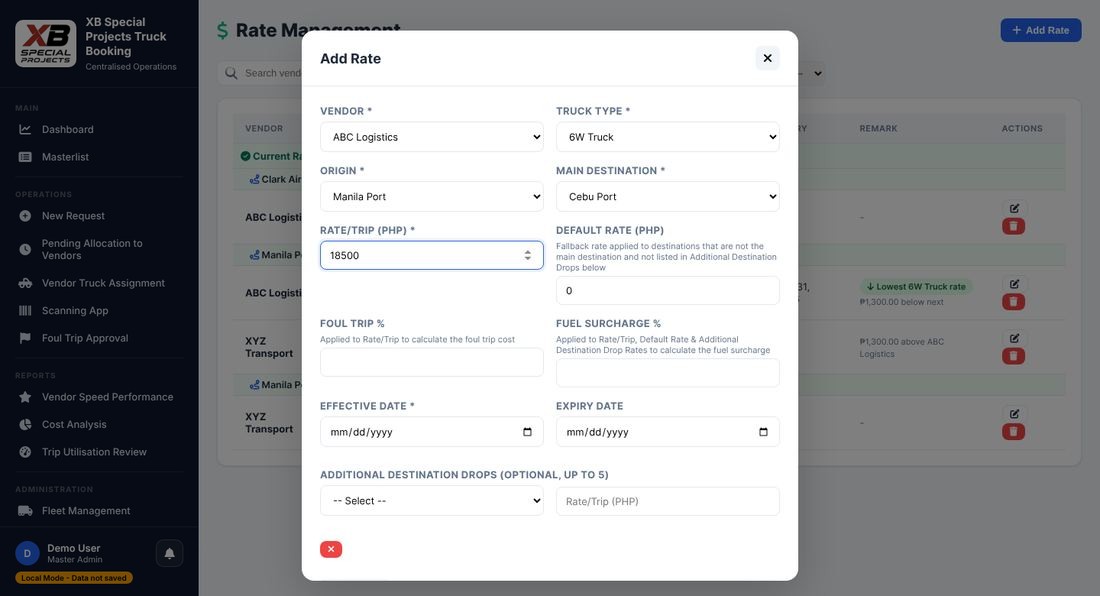 XB
SPECIAL
PROJECTS
XB Special
Projects Truck
Booking
Centralised Operations
MAIN
Dashboard
Masterlist
OPERATIONS
New Request
Pending Allocation to
Vendors
Vendor Truck Assignment
Scanning App
Foul Trip Approval
REPORTS
Vendor Speed Performance
Cost Analysis
Trip Utilisation Review
ADMINISTRATION
Fleet Management
D
Demo User
Master Admin
Local Mode - Data not saved
$ Rate Management
+ Add Rate
VENDOR
REMARK
ACTIONS
ABC Logisti
-
ABC Logisti
31,
↓ Lowest 6W Truck rate
₱1,300.00 below next
XYZ
Transport
₱1,300.00 above ABC
Logistics
XYZ
Transport
-
Add Rate
VENDOR *
TRUCK TYPE *
ABC Logistics
6W Truck
ORIGIN *
MAIN DESTINATION *
Manila Port
Cebu Port
RATE/TRIP (PHP) *
DEFAULT RATE (PHP)
Fallback rate applied to destinations that are not the
main destination and not listed in Additional Destination
Drops below
18500
0
FOUL TRIP %
FUEL SURCHARGE %
Applied to Rate/Trip to calculate the foul trip cost
Applied to Rate/Trip, Default Rate & Additional
Destination Drop Rates to calculate the fuel surcharge
EFFECTIVE DATE *
EXPIRY DATE
mm/dd/yyyy
mm/dd/yyyy
ADDITIONAL DESTINATION DROPS (OPTIONAL, UP TO 5)
-- Select --
Rate/Trip (PHP)